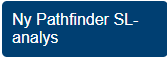 Ny Pathfinder SL-
analys